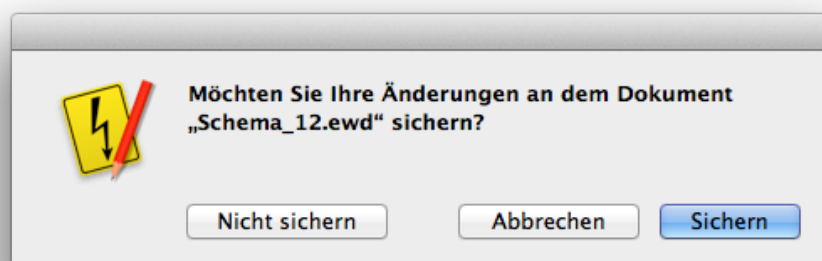 Möchten Sie Ihre Änderungen an dem Dokument
„Schema_12.ewd“ sichern?
Nicht sichern
Abbrechen
Sichern